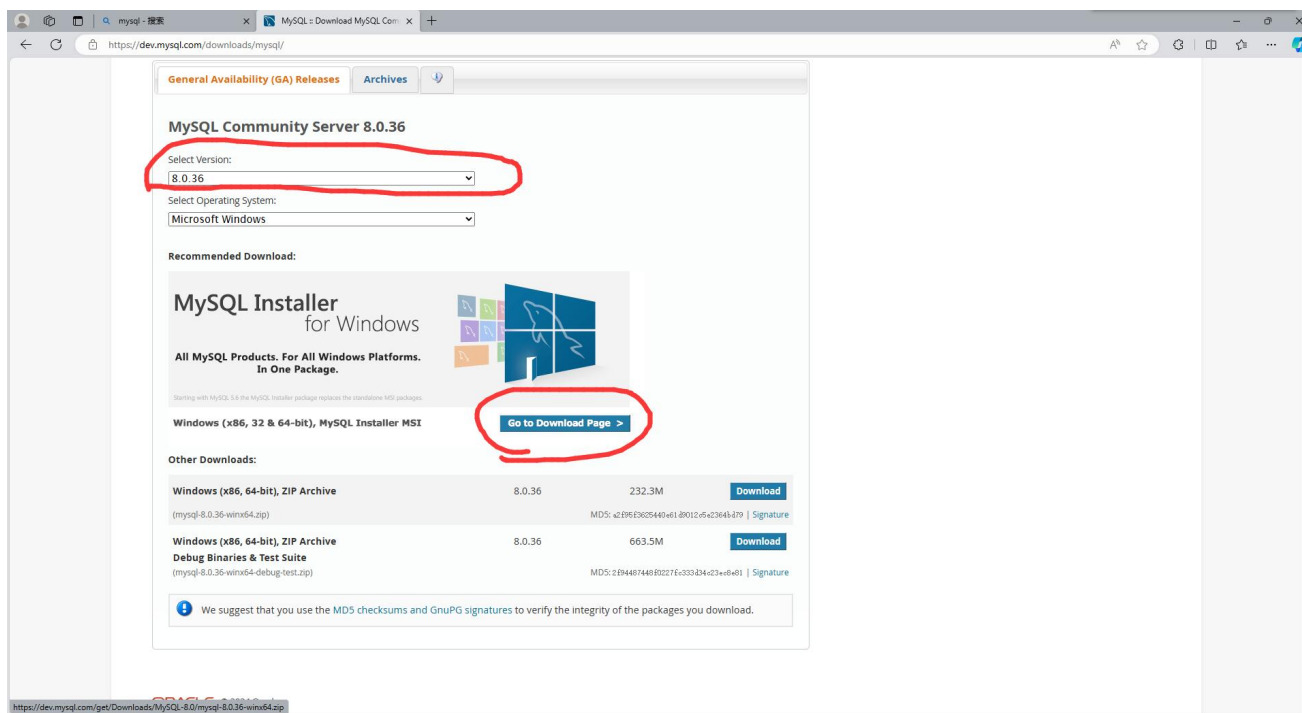 mysql - 搜索
MySQL :: Download MySQL Com
https://dev.mysql.com/downloads/mysql/
General Availability (GA) Releases
Archives
MySQL Community Server 8.0.36
Select Version:
8.0.36
Select Operating System:
Microsoft Windows
Recommended Download:
MySQL Installer
for Windows
All MySQL Products. For All Windows Platforms.
In One Package.
Starting with MySQL 5.6 the MySQL Installer package replaces the standalone MSI packages.
Windows (x86, 32 & 64-bit), MySQL Installer MSI
Go to Download Page >
Other Downloads:
Windows (x86, 64-bit), ZIP Archive 8.0.36 232.3M Download
(mysql-8.0.36-winx64.zip) MD5: | Signature
Windows (x86, 64-bit), ZIP Archive 8.0.36 663.5M Download
Debug Binaries & Test Suite
(mysql-8.0.36-winx64-debug-test.zip) MD5: | Signature
We suggest that you use the MD5 checksums and GnuPG signatures to verify the integrity of the packages you download.
https://dev.mysql.com/get/Downloads/MySQL-8.0/mysql-8.0.36-winx64.zip